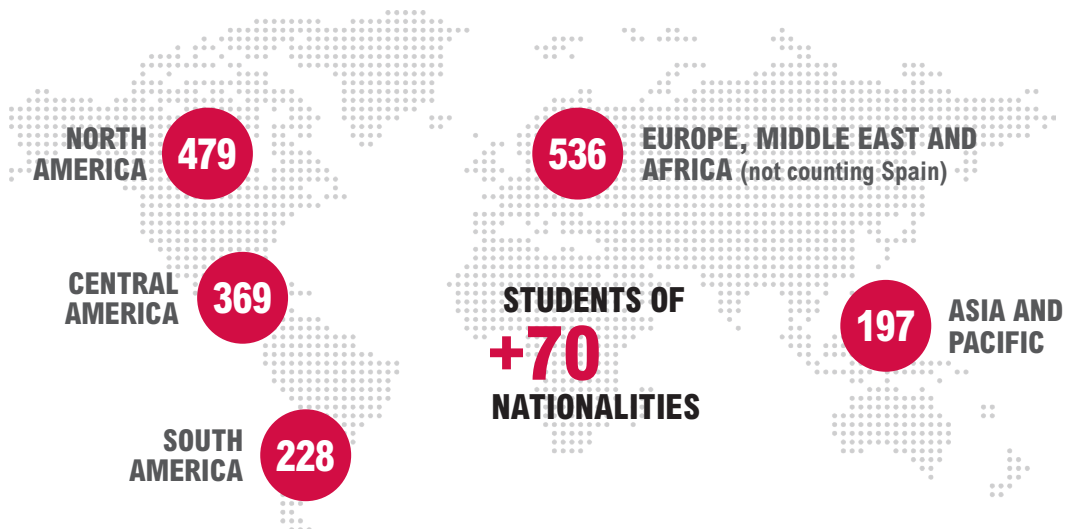 NORTH
AMERICA
479
536
EUROPE, MIDDLE EAST AND
AFRICA (not counting Spain)
CENTRAL
AMERICA
369
STUDENTS OF
+70
NATIONALITIES
197
ASIA AND
PACIFIC
SOUTH
AMERICA
228